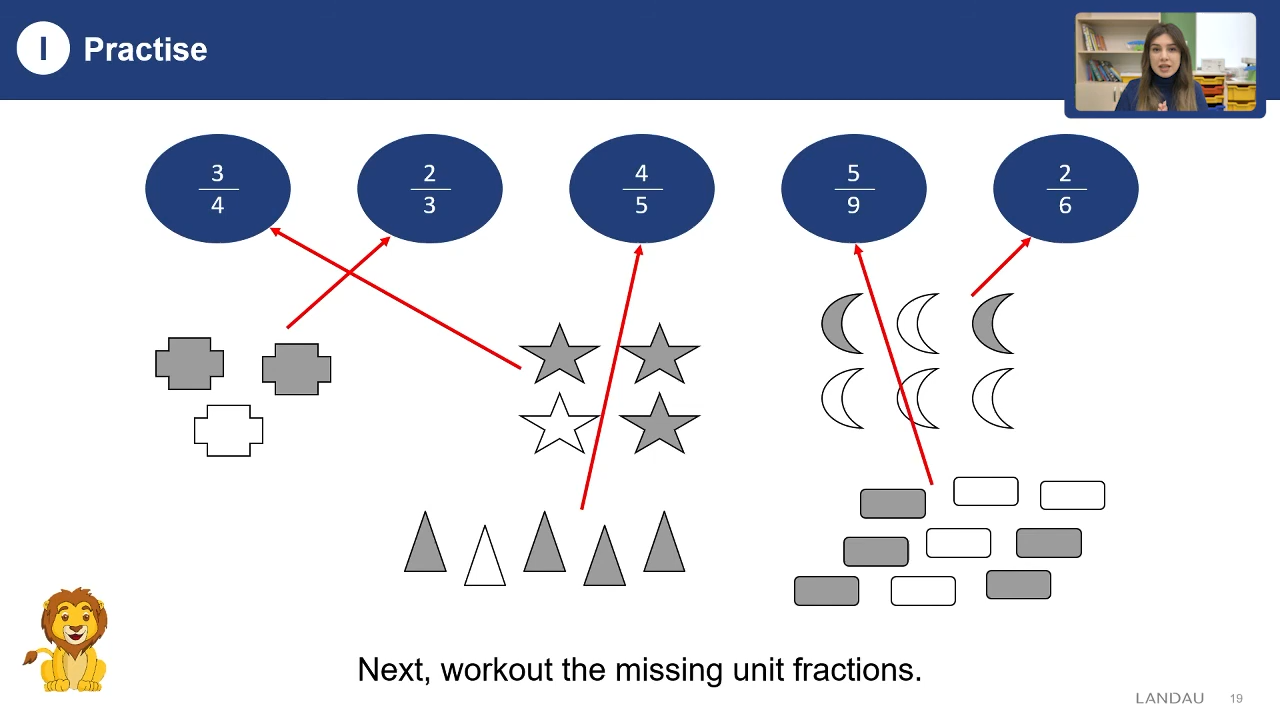 I Practise
3/4 2/3 4/5 5/9 2/6
Next, workout the missing unit fractions.
LANDAU 19